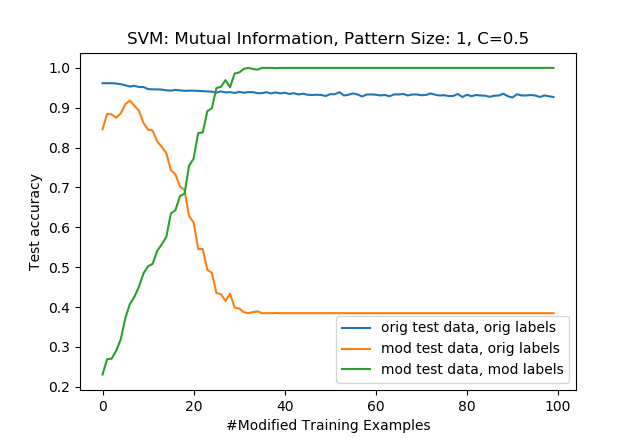 SVM: Mutual Information, Pattern Size: 1, C=0.5
1.0
0.9
0.8
0.7
0.6
0.5
0.4
0.3
0.2
Test accuracy
orig test data, orig labels
mod test data, orig labels
mod test data, mod labels
0 20 40 60 80 100
#Modified Training Examples